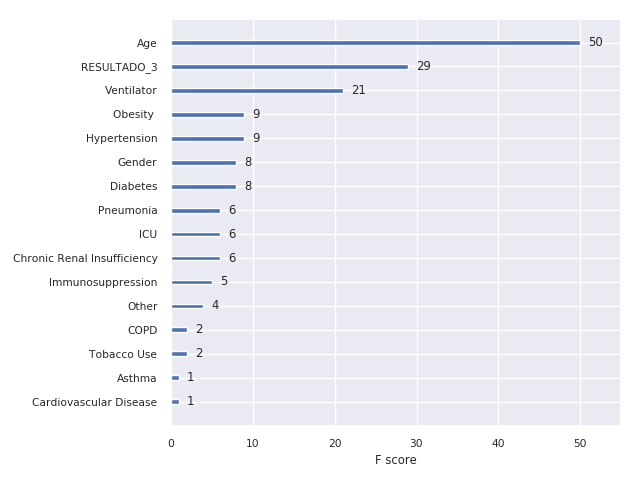 Age 50
RESULTADO_3 29
Ventilator 21
Obesity 9
Hypertension 9
Gender 8
Diabetes 8
Pneumonia 6
ICU 6
Chronic Renal Insufficiency 6
Immunosuppression 5
Other 4
COPD 2
Tobacco Use 2
Asthma 1
Cardiovascular Disease 1
0 10 20 30 40 50
F score